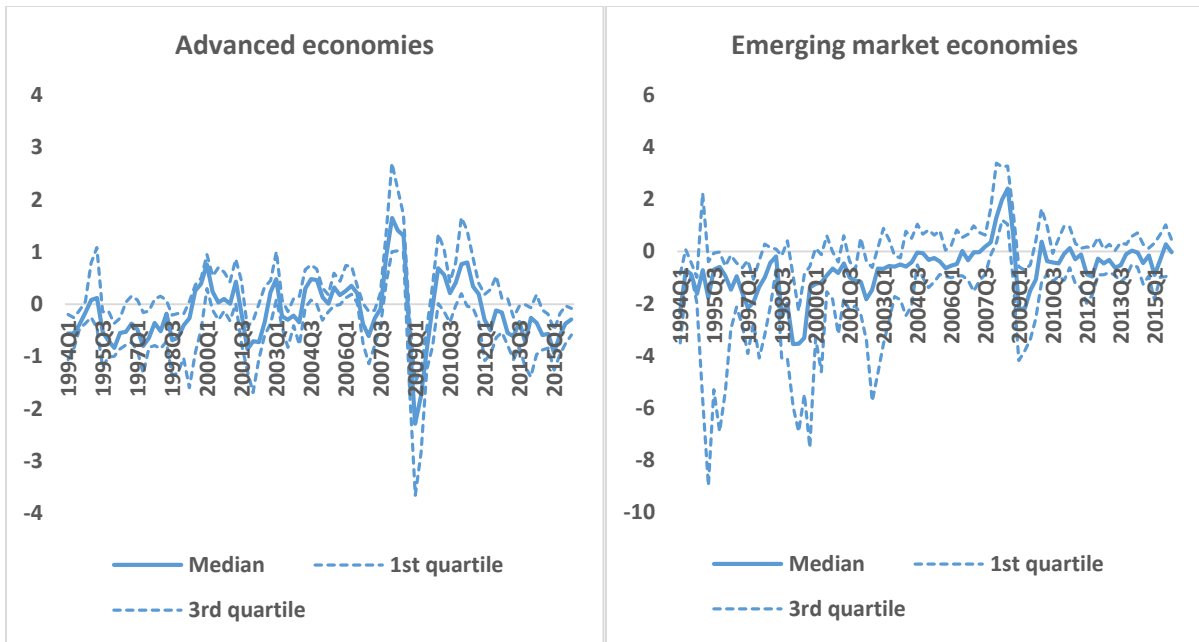 Advanced economies
4
3
2
1
0
-1
-2
-3
-4
1994Q1
1995Q3
1997Q1
1998Q3
2000Q1
2001Q3
2003Q1
2004Q3
2006Q1
2007Q3
2009Q1
2010Q3
2012Q1
2013Q3
2015Q1
Median
1st quartile
3rd quartile
Emerging market economies
6
4
2
0
-2
-4
-6
-8
-10
1994Q1
1995Q3
1997Q1
1998Q3
2000Q1
2001Q3
2003Q1
2004Q3
2006Q1
2007Q3
2009Q1
2010Q3
2012Q1
2013Q3
2015Q1
Median
1st quartile
3rd quartile